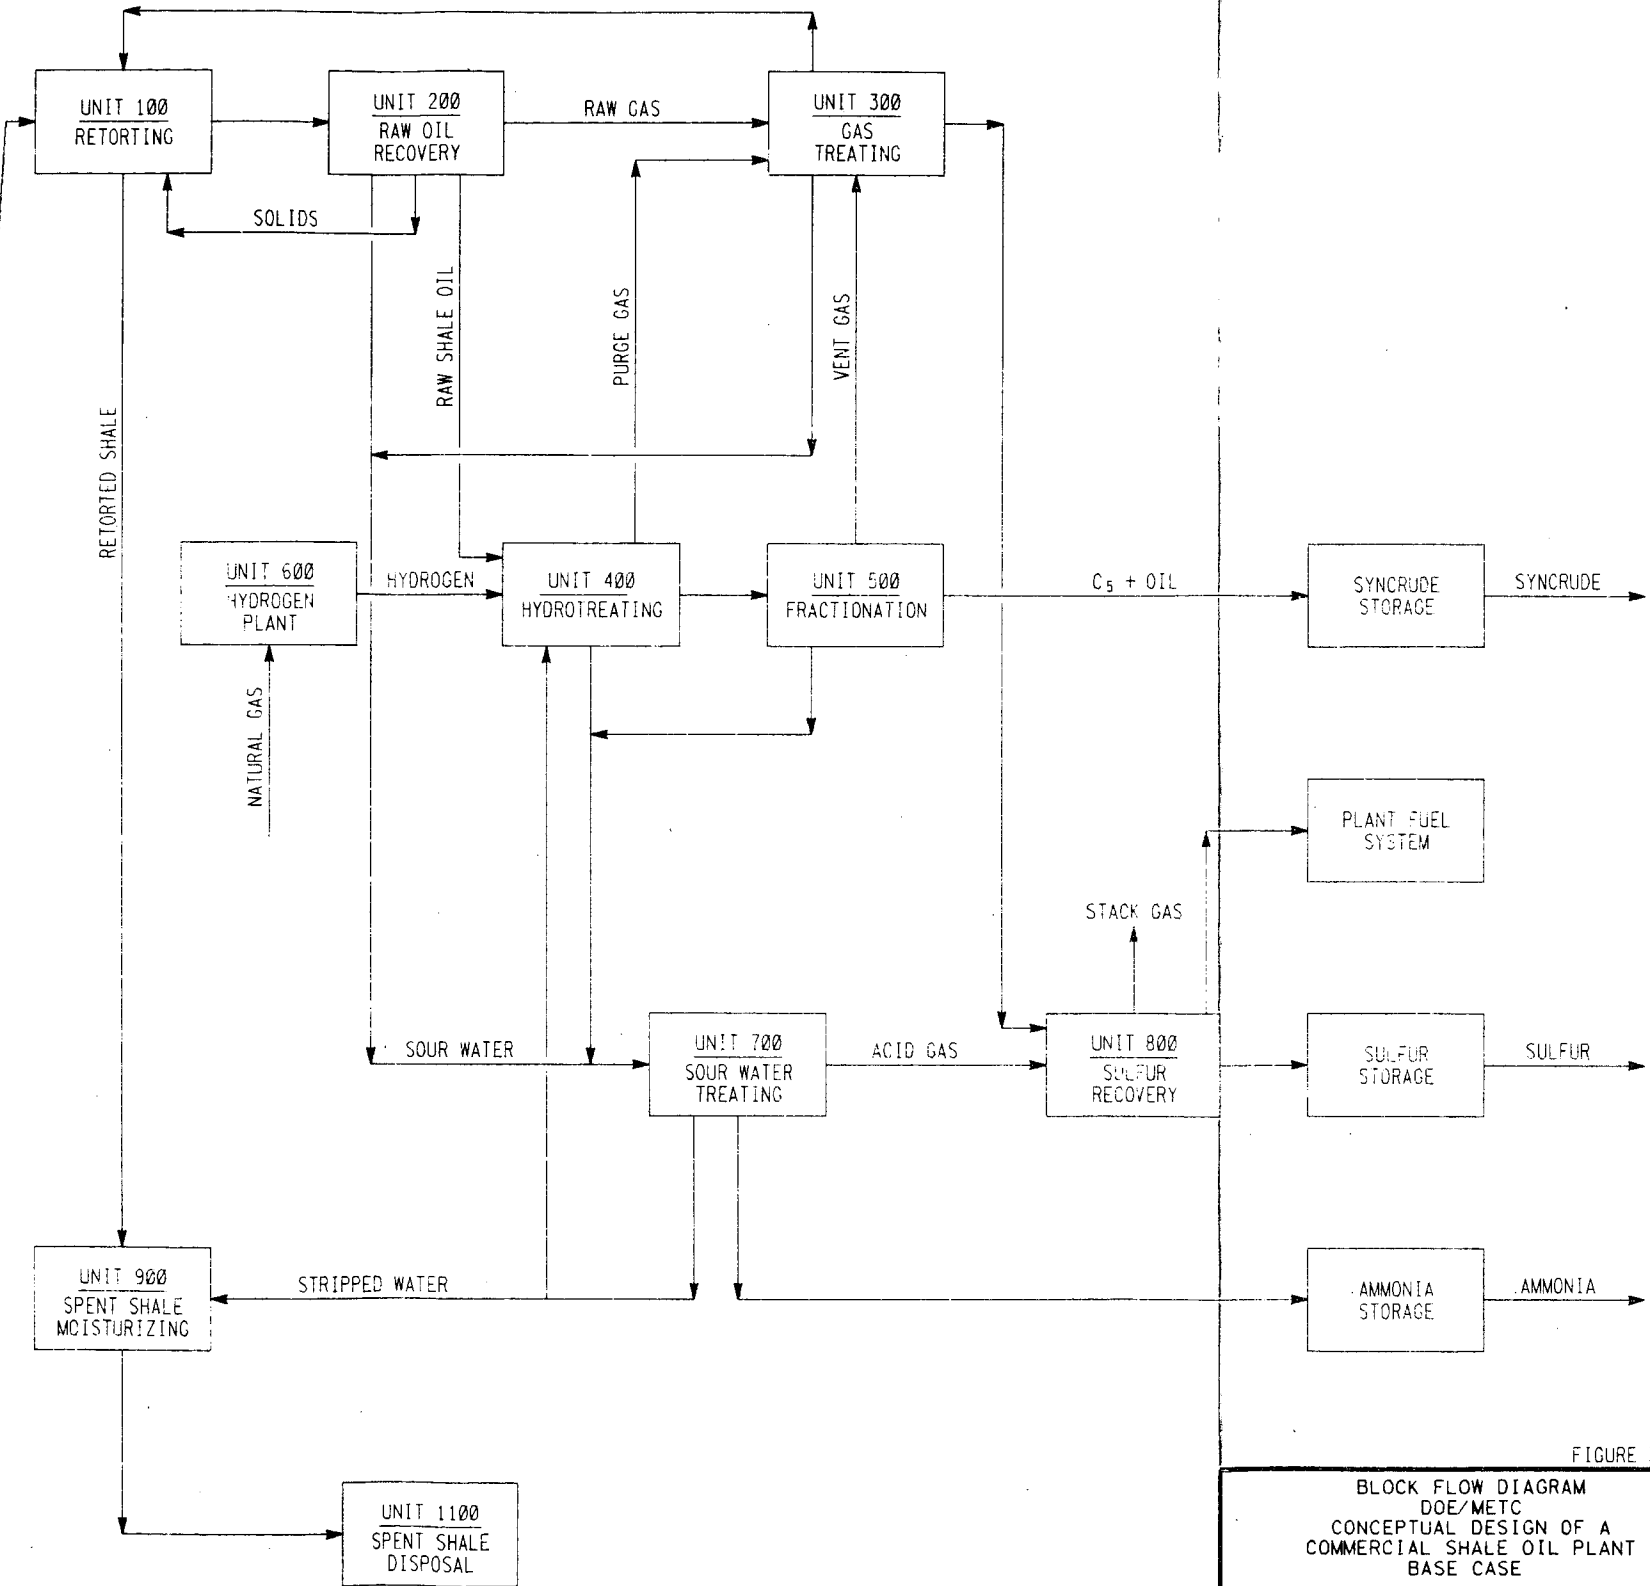 UNIT 100
RETORTING
UNIT 200
RAW OIL
RECOVERY
RAW GAS
UNIT 300
GAS
TREATING
SOLIDS
RAW SHALE OIL
PURGE GAS
VENT GAS
RETORTED SHALE
UNIT 600
HYDROGEN
PLANT
HYDROGEN
UNIT 400
HYDROTREATING
UNIT 500
FRACTIONATION
C₅ + OIL
SYNCRUDE
STORAGE
SYNCRUDE
NATURAL GAS
PLANT FUEL
SYSTEM
STACK GAS
SOUR WATER
UNIT 700
SOUR WATER
TREATING
ACID GAS
UNIT 800
SULFUR
RECOVERY
SULFUR
STORAGE
SULFUR
UNIT 900
SPENT SHALE
MOISTURIZING
STRIPPED WATER
AMMONIA
STORAGE
AMMONIA
UNIT 1100
SPENT SHALE
DISPOSAL
FIGURE
BLOCK FLOW DIAGRAM
DOE/METC
CONCEPTUAL DESIGN OF A
COMMERCIAL SHALE OIL PLANT
BASE CASE